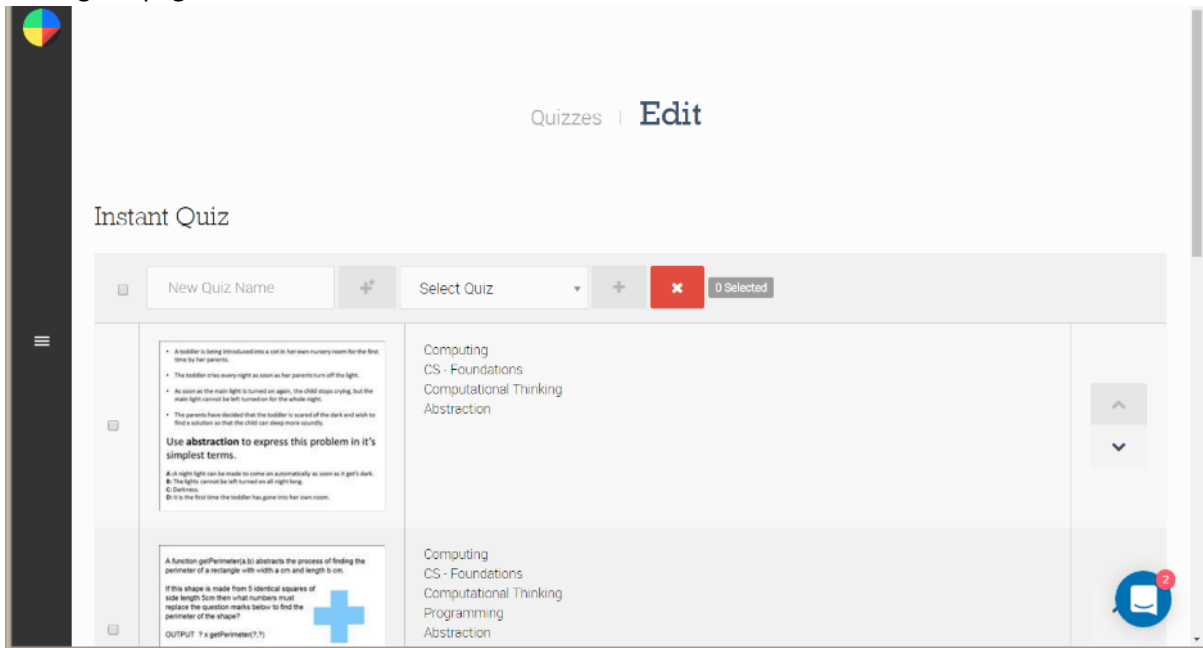 Quizzes | Edit
Instant Quiz
New Quiz Name
Select Quiz
0 Selected
• A toddler is being introduced into a cot in her own nursery room for the first
time by her parents.
• The toddler cries every night as soon as her parents turn off the light.
• As soon as the main light is turned on again, the child stops crying, but the
main light cannot be left turned on for the whole night.
• The parents have decided that the toddler is scared of the dark and wish to
find a solution so that the child can sleep more soundly.
Use abstraction to express this problem in it's
simplest terms.
A: A night light can be made to come on automatically as soon as it get's dark.
B: The lights cannot be left turned on all night long.
C: Darkness.
D: It is the first time the toddler has gone into her own room.
Computing
CS - Foundations
Computational Thinking
Abstraction
A function getPerimeter(a,b) abstracts the process of finding the
perimeter of a rectangle with width a cm and length b cm.
If this shape is made from 5 identical squares of
side length 5cm then what numbers must
replace the question marks below to find the
perimeter of the shape?
OUTPUT ? x getPerimeter(?,?)
Computing
CS - Foundations
Computational Thinking
Programming
Abstraction
2